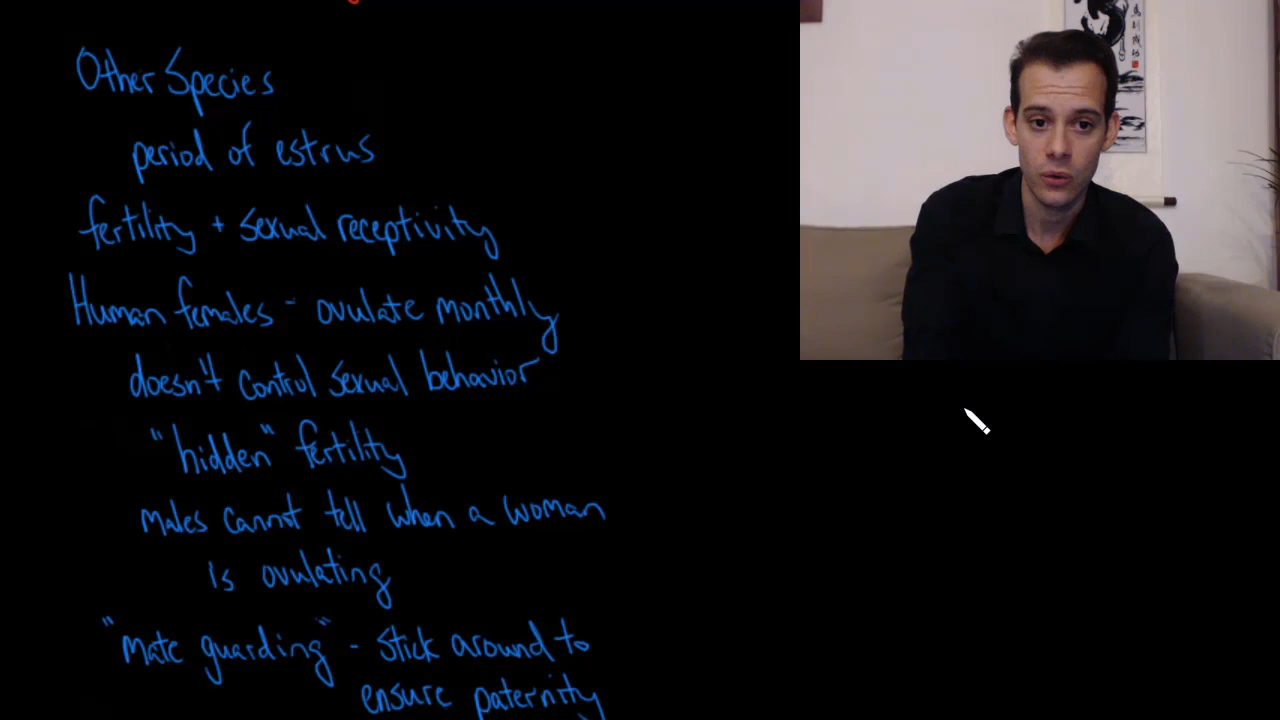 Other Species
period of estrus
fertility + sexual receptivity
Human females - ovulate monthly
doesn't control sexual behavior
"hidden" fertility
males cannot tell when a woman
is ovulating
"mate guarding" - stick around to
ensure paternity